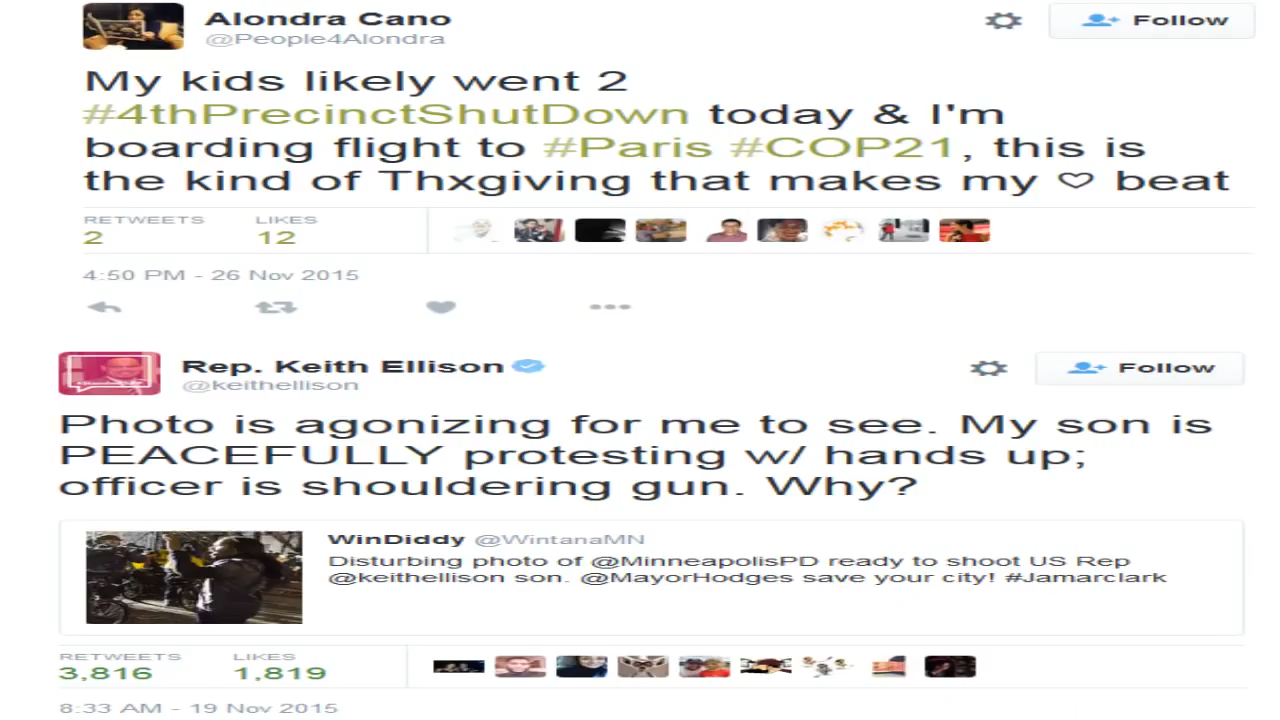 Alondra Cano
@People4Alondra
Follow
My kids likely went 2
#4thPrecinctShutDown today & I'm
boarding flight to #Paris #COP21, this is
the kind of Thxgiving that makes my ♡ beat
RETWEETS LIKES
2 12
4:50 PM - 26 Nov 2015
Rep. Keith Ellison
@keithellison
Follow
Photo is agonizing for me to see. My son is
PEACEFULLY protesting w/ hands up;
officer is shouldering gun. Why?
WinDiddy @WintanaMN
Disturbing photo of @MinneapolisPD ready to shoot US Rep
@keithellison son. @MayorHodges save your city! #Jamarclark
RETWEETS LIKES
3,816 1,819
8:33 AM - 19 Nov 2015